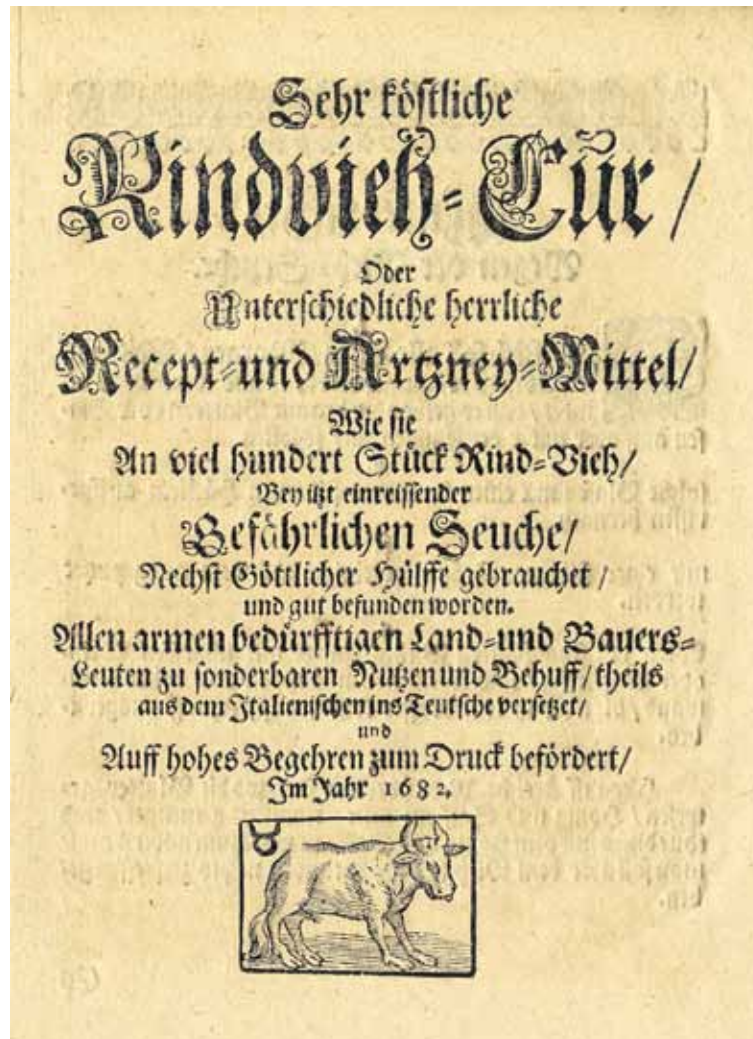 Sehr köstliche
Rindvieh-Cũr /
Oder
Unterschiedliche herrliche
Recept-und Artzney-Mittel/
Wie sie
An viel hundert Stück Rind-Vieh/
Bey itzt einreissender
Gefährlichen Seuche/
Nechst Göttlicher Hülffe gebrauchet /
und gut befunden worden.
Allen armen bedürfftigen Land-und Bauers-
Leuten zu sonderbaren Nutzen und Behuff/ theils
aus dem Italienischen ins Teutsche versetzet/
und
Auff hohes Begehren zum Druck befördert/
Im Jahr 1682.